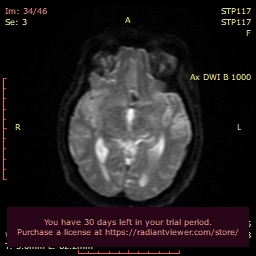 Im: 34/46
Se: 3
A
STP117
STP117
F
Ax DWI B 1000
R
L
You have 30 days left in your trial period.
Purchase a license at https://radiantviewer.com/store/